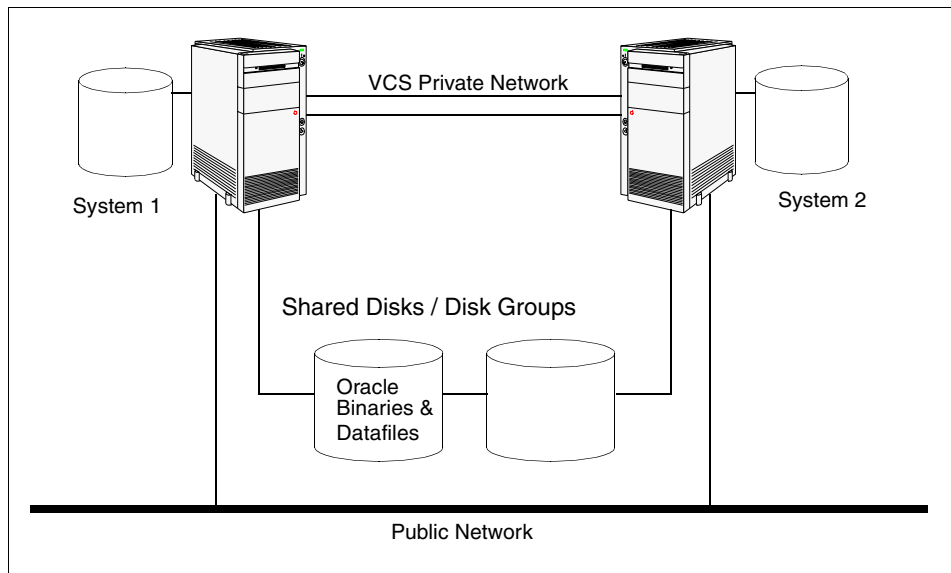 VCS Private Network
System 1
System 2
Shared Disks / Disk Groups
Oracle
Binaries &
Datafiles
Public Network